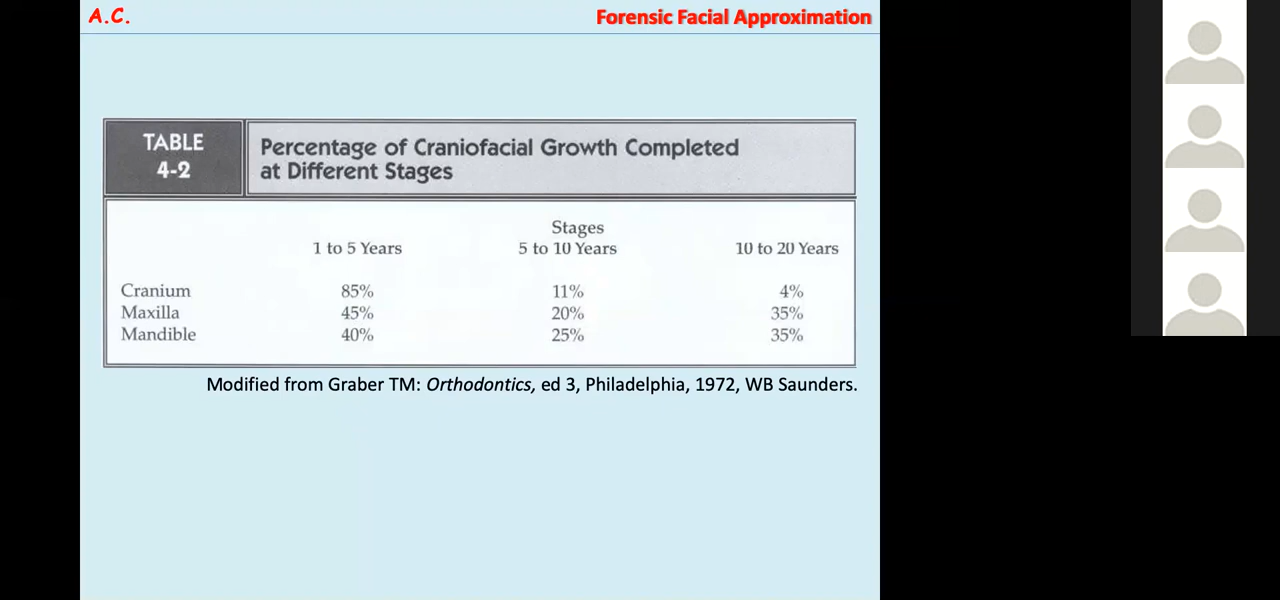 A.C.
Forensic Facial Approximation
TABLE
4-2
Percentage of Craniofacial Growth Completed
at Different Stages
Stages
1 to 5 Years 5 to 10 Years 10 to 20 Years
Cranium 85% 11% 4%
Maxilla 45% 20% 35%
Mandible 40% 25% 35%
Modified from Graber TM: Orthodontics, ed 3, Philadelphia, 1972, WB Saunders.